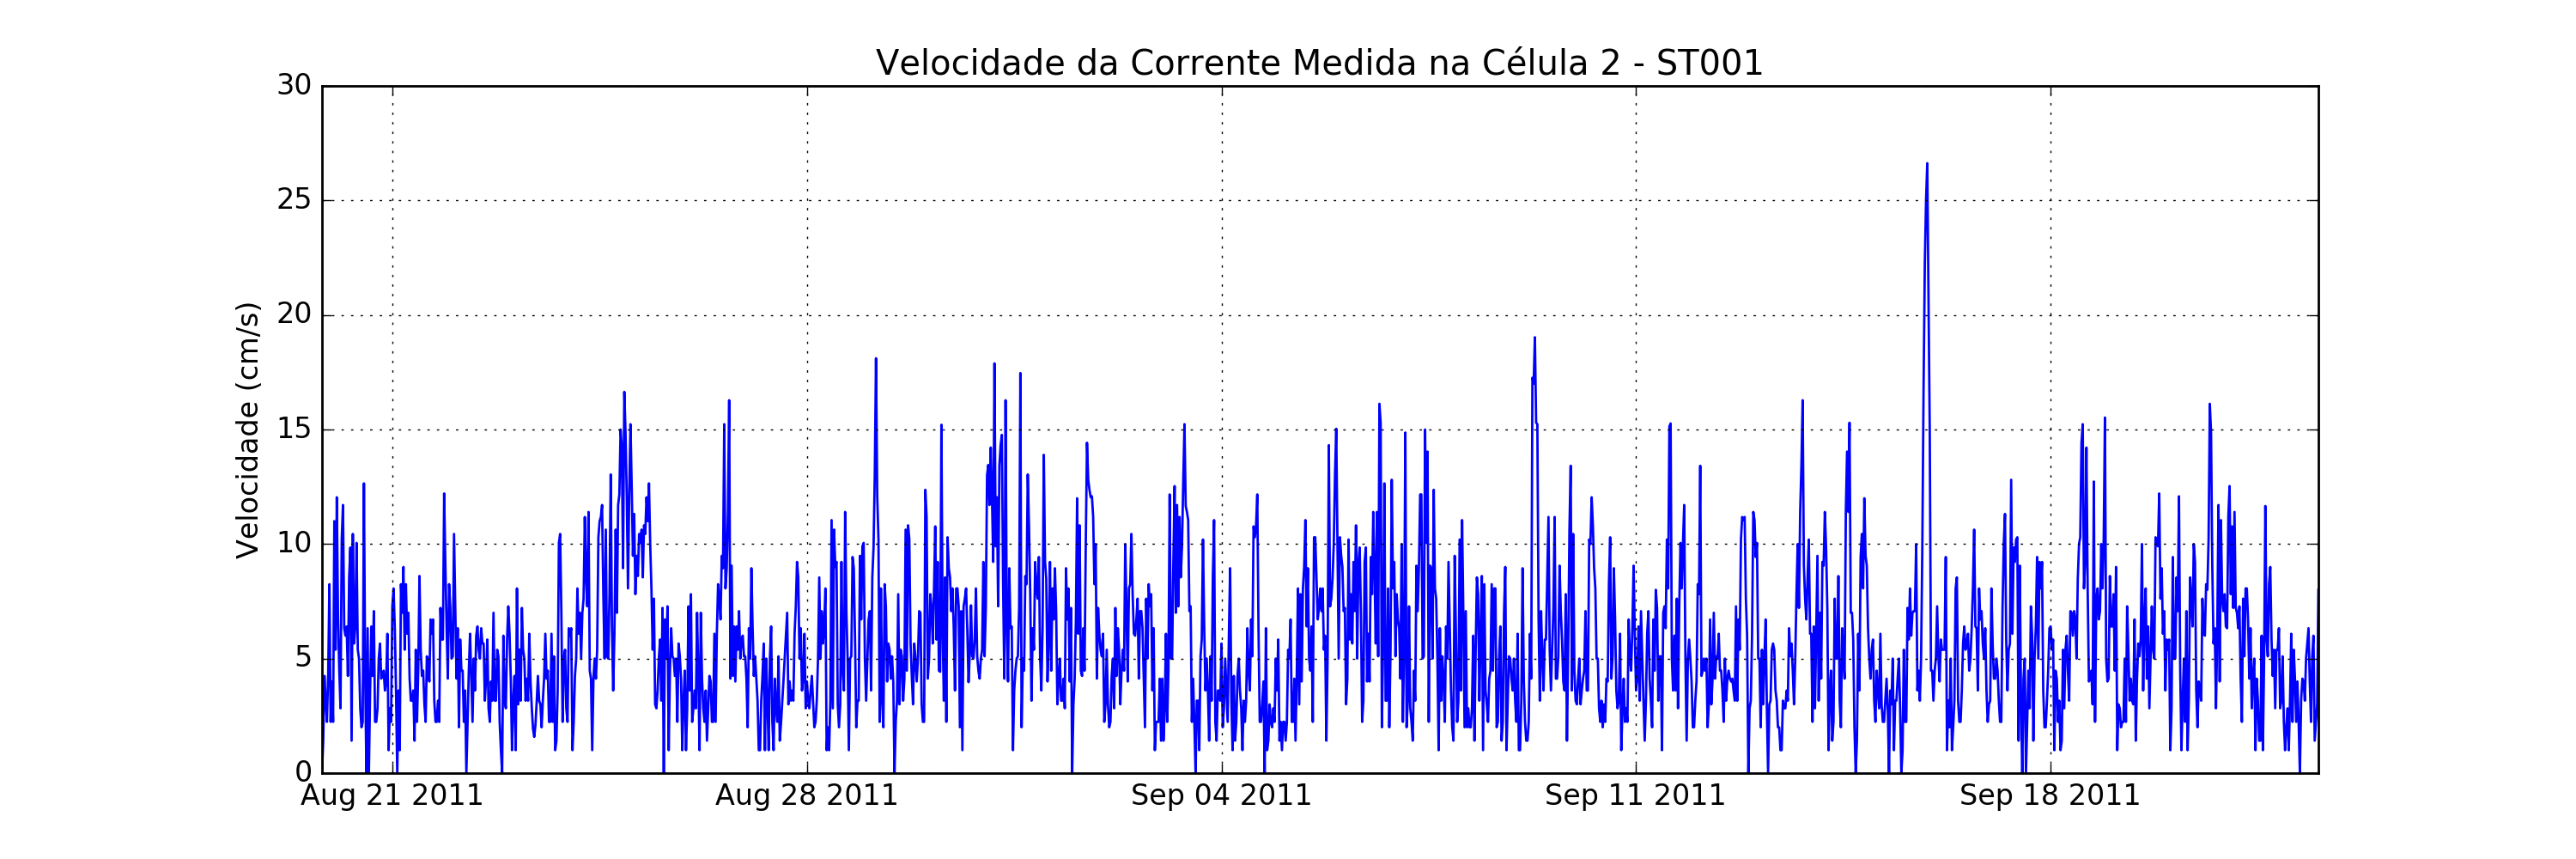 Velocidade da Corrente Medida na Célula 2 - ST001
30
25
20
15
10
5
0
Velocidade (cm/s)
Aug 21 2011
Aug 28 2011
Sep 04 2011
Sep 11 2011
Sep 18 2011